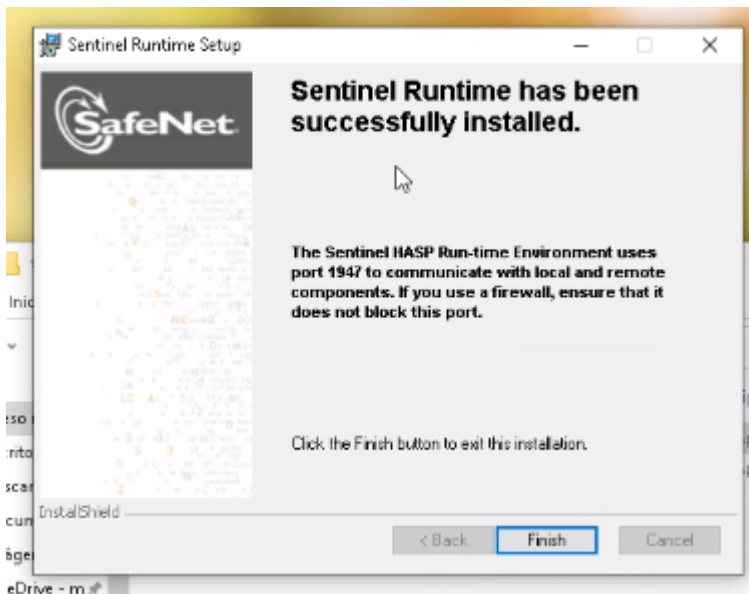 Sentinel Runtime Setup
SafeNet.
Sentinel Runtime has been
successfully installed.
The Sentinel HASP Run-time Environment uses
port 1947 to communicate with local and remote
components. If you use a firewall, ensure that it
does not block this port.
Click the Finish button to exit this installation.
InstallShield
< Back
Finish
Cancel
eDrive - m